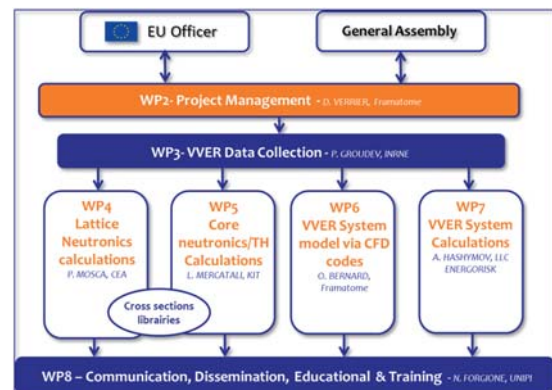 EU Officer
General Assembly
WP2- Project Management - D. VERRIER, Framatome
WP3- VVER Data Collection - P. GROUDEV, INRNE
WP4
Lattice
Neutronics
calculations
P. MOSCA, CEA
WP5
Core
neutronics/TH
Calculations
L. MERCATALI, KIT
WP6
VVER System
model via CFD
codes
O. BERNARD,
Framatome
WP7
VVER System
Calculations
A. HASHYMOV, LLC
ENERGORISK
Cross sections
librairies
WP8 – Communication, Dissemination, Educational & Training - N. FORGIONE, UNIPI